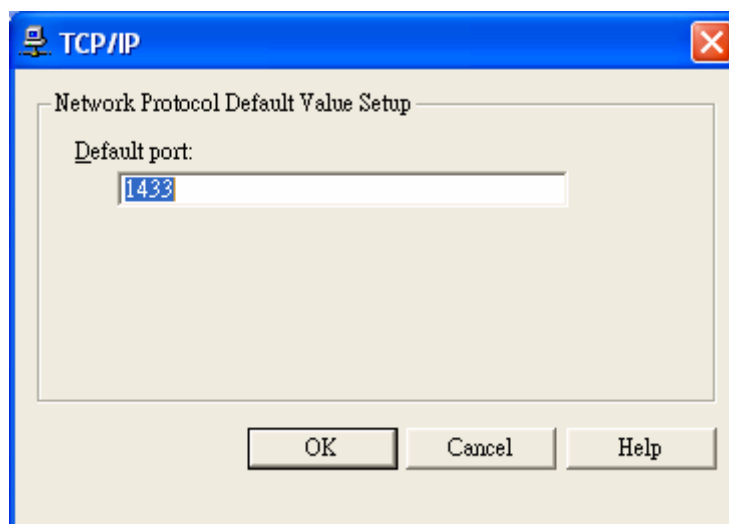 TCP/IP
Network Protocol Default Value Setup
Default port:
1433
OK Cancel Help